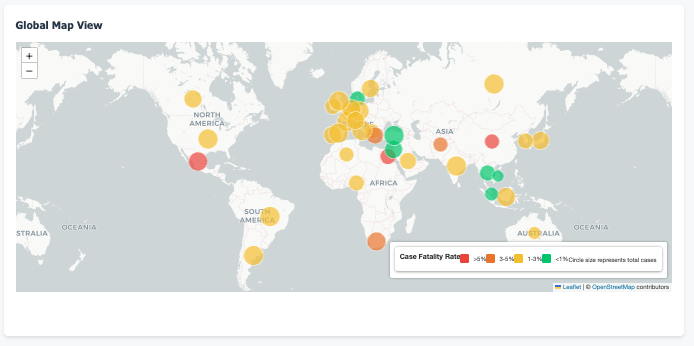 Global Map View
+
−
NORTH
AMERICA
ASIA
AFRICA
SOUTH
AMERICA
OCEANIA
STRALIA
AUSTRALIA
OCEANIA
Case Fatality Rate >5% 3-5% 1-3% <1% Circle size represents total cases
Leaflet | © OpenStreetMap contributors